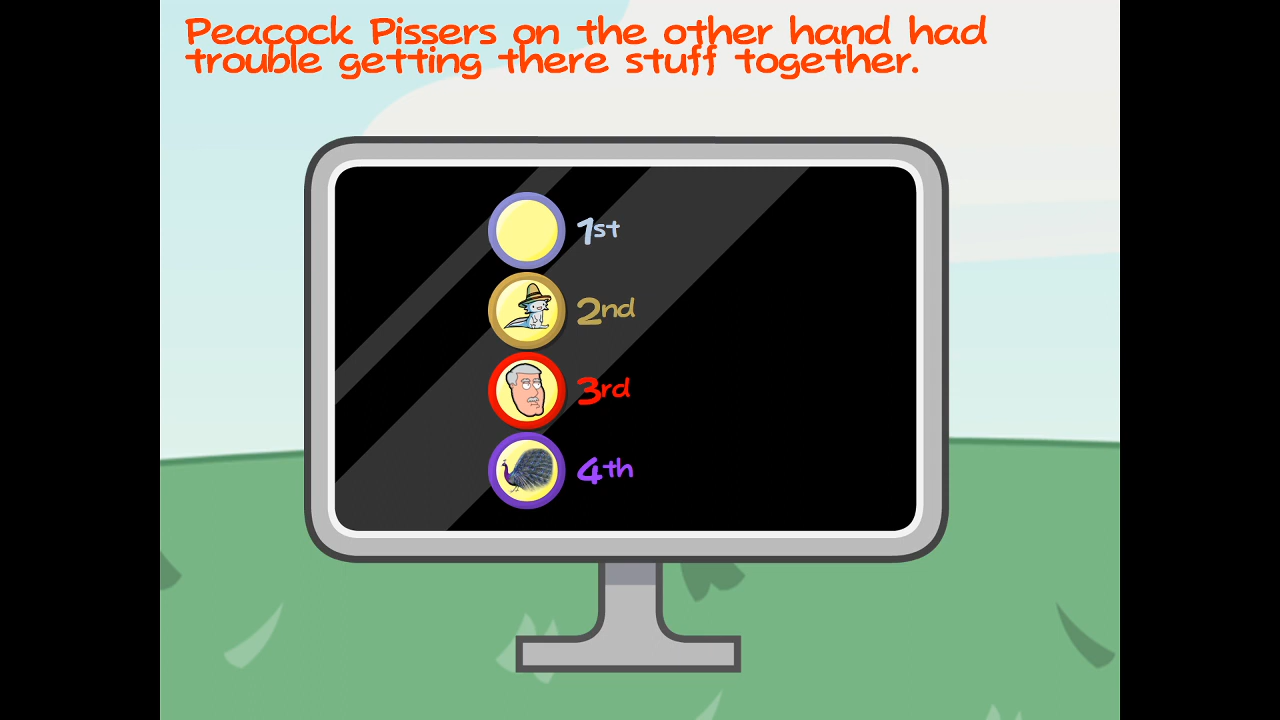 Peacock Pissers on the other hand had
trouble getting there stuff together.
1st
2nd
3rd
4th